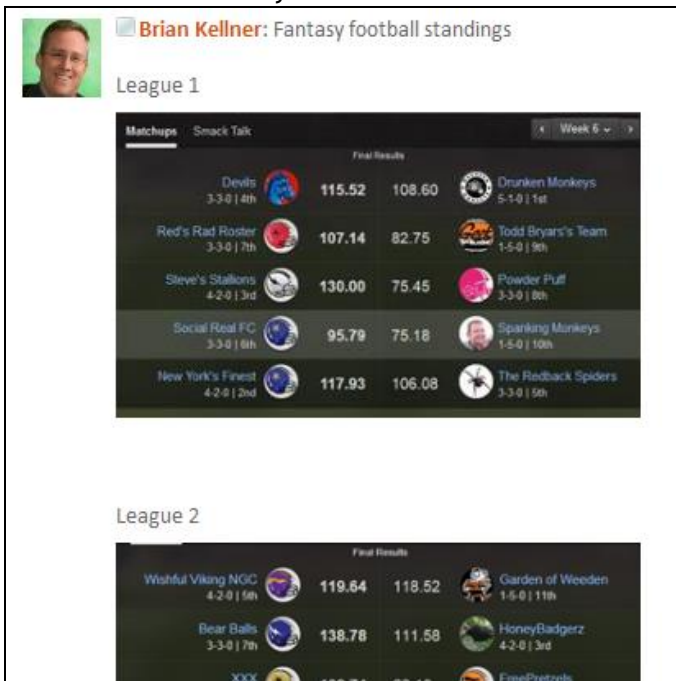 Brian Kellner: Fantasy football standings
League 1
Matchups Smack Talk Week 6
Final Results
Devils 115.52 108.60 Drunken Monkeys
3-3-0 | 4th 5-1-0 | 1st
Red's Rad Roster 107.14 82.75 Todd Bryars's Team
3-3-0 | 7th 1-5-0 | 9th
Steve's Stallions 130.00 75.45 Powder Puff
4-2-0 | 3rd 3-3-0 | 8th
Social Real FC 95.79 75.18 Spanking Monkeys
3-3-0 | 6th 1-5-0 | 10th
New York's Finest 117.93 106.08 The Redback Spiders
4-2-0 | 2nd 3-3-0 | 5th
League 2
Final Results
Wishful Viking NGC 119.64 118.52 Garden of Weeden
4-2-0 | 5th 1-5-0 | 11th
Bear Balls 138.78 111.58 HoneyBadgerz
3-3-0 | 7th 4-2-0 | 3rd
XXX FreePretzels